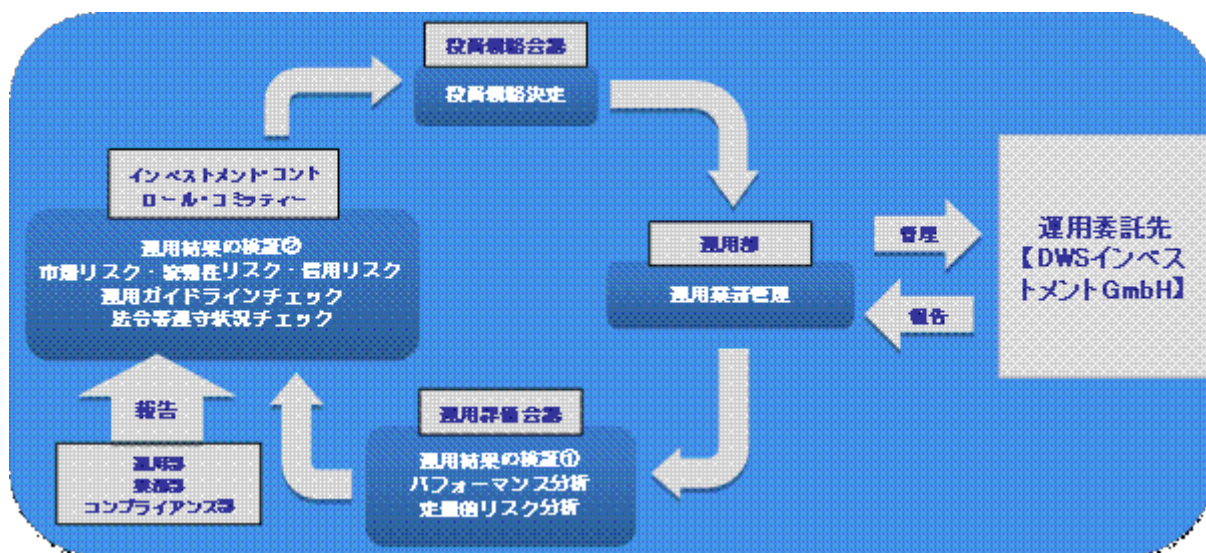 投資戦略会議
投資戦略決定
インベストメント・コント
ロール・コミッティー
運用結果の検証②
市場リスク・流動性リスク・信用リスク
運用ガイドラインチェック
法令等遵守状況チェック
運用部
運用業務管理
管理
報告
運用委託先
【DWSインベス
トメントGmbH】
運用評価会議
運用結果の検証①
パフォーマンス分析
定量的リスク分析
報告
運用部
業務部
コンプライアンス部